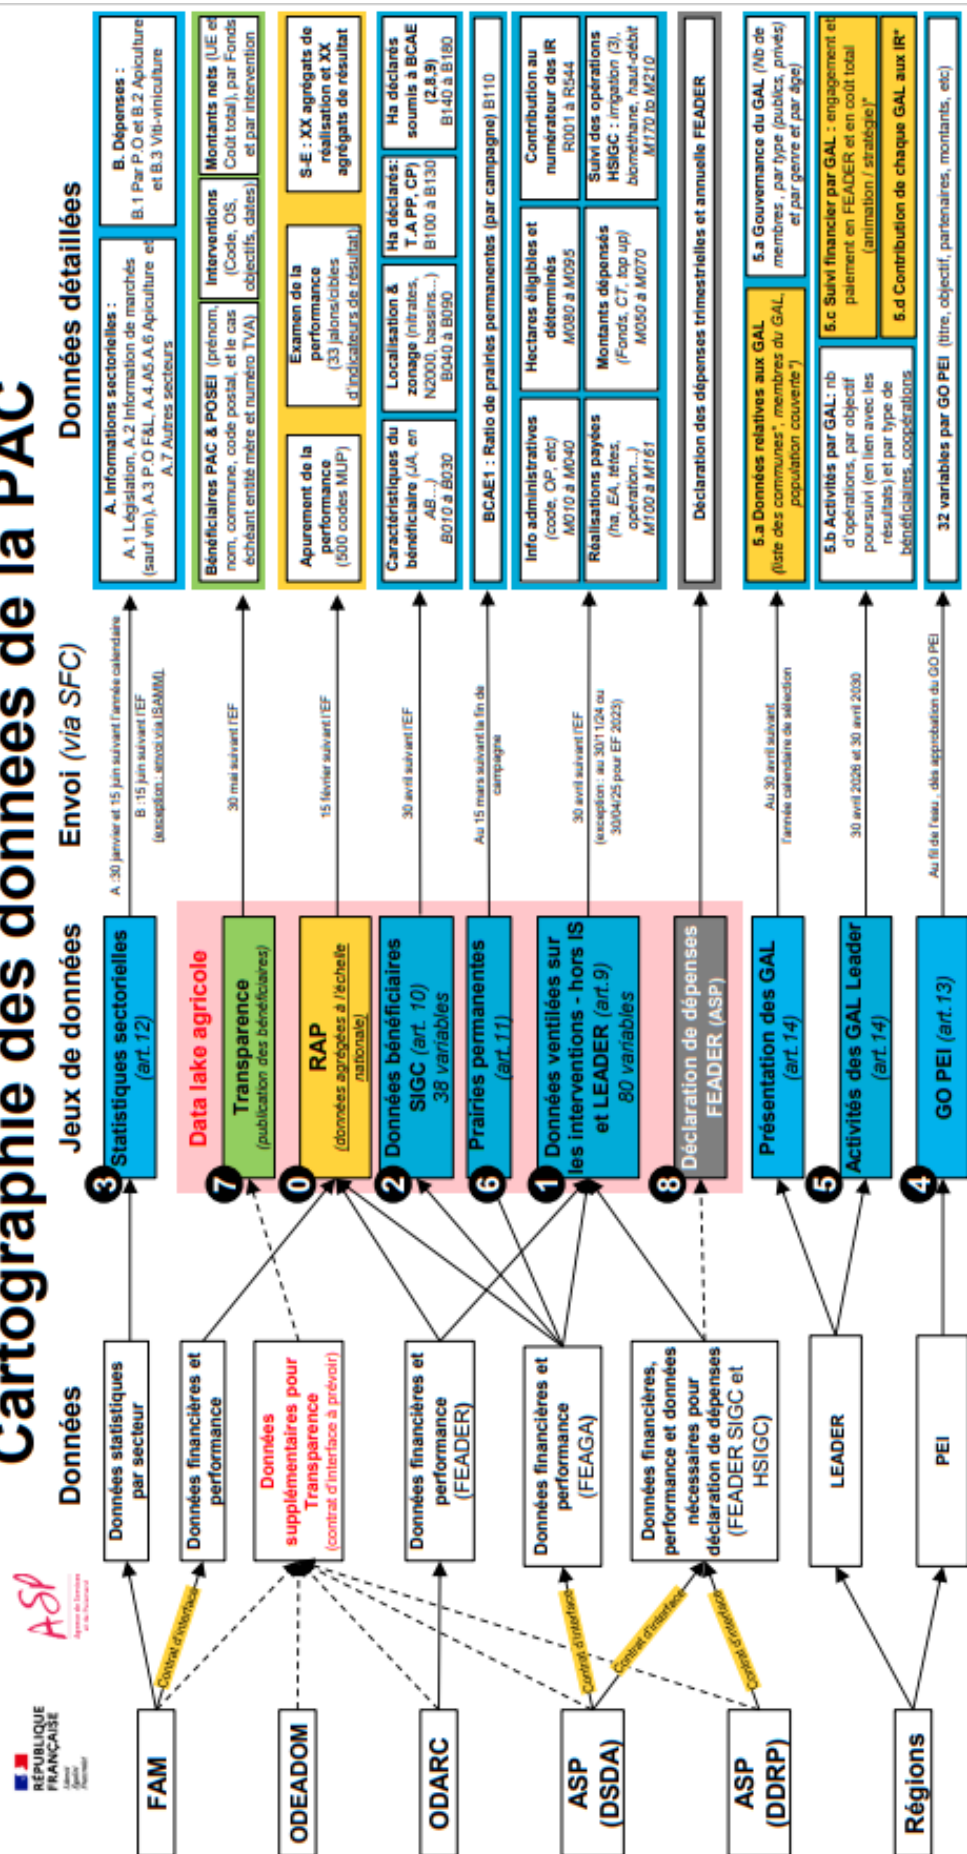 Cartographie des données de la PAC
RÉPUBLIQUE
FRANÇAISE
Liberté
Égalité
Fraternité
ASP
Données
Jeux de données
Envoi (via SFC)
Données détaillées
FAM
ODEADOM
ODARC
ASP
(DSDA)
ASP
(DDRP)
Régions
Contrat d'interface
Contrat d'interface
Contrat d'interface
Contrat d'interface
Données statistiques
par secteur
Données financières et
performance
Données
supplémentaires pour
Transparence
(contrat d'interface à prévoir)
Données financières et
performance
(FEADER)
Données financières et
performance
(FEAGA)
Données financières,
performance et données
nécessaires pour
déclaration de dépenses
(FEADER SIGC et
HSIGC)
LEADER
PEI
3
Statistiques sectorielles
(art.12)
Data lake agricole
7
Transparence
(publication des bénéficiaires)
0
RAP
(données agrégées à l'échelle
nationale)
2
Données bénéficiaires
SIGC (art. 10)
38 variables
6
Prairies permanentes
(art.11)
1
Données ventilées sur
les interventions - hors IS
et LEADER (art.9)
80 variables
8
Déclaration de dépenses
FEADER (ASP)
Présentation des GAL
(art.14)
5
Activités des GAL Leader
(art.14)
4
GO PEI (art.13)
A :30 janvier et 15 juin suivant l'année calendaire
B :15 juin suivant l'EF
(exception : envoi via ISAMM)
30 mai suivant l'EF
15 février suivant l'EF
30 avril suivant l'EF
Au 15 mars suivant la fin de
campagne
30 avril suivant l'EF
(exception : au 30/11/24 ou
30/04/25 pour EF 2023)
Au 30 avril suivant
l'année calendaire de sélection
30 avril 2026 et 30 avril 2030
Au fil de l'eau , dès approbation du GO PEI
A. Informations sectorielles :
A.1 Législation, A.2 Information de marchés
(sauf vin), A.3 P.O F&L, A.4, A5, A.6 Apiculture et
A.7 Autres secteurs
B. Dépenses :
B.1 Par P.O et B.2 Apiculture
et B.3 Viti-viniculture
Bénéficiaires PAC & POSEI (prénom,
nom, commune, code postal, et le cas
échéant entité mère et numéro TVA)
Interventions
(Code, OS,
objectifs, dates)
Montants nets (UE et
Coût total), par Fonds
et par intervention
Apurement de la
performance
(500 codes MUP)
Examen de la
performance
(33 jalons/cibles
d'indicateurs de résultat)
S-E : XX agrégats de
réalisation et XX
agrégats de résultat
Caractéristiques du
bénéficiaire (JA, en
AB...)
B010 à B030
Localisation &
zonage (nitrates,
N2000, bassins...)
B040 à B090
Ha déclarés:
T.A PP, CP)
B100 à B130
Ha déclarés
soumis à BCAE
(2,8,9)
B140 à B180
BCAE1 : Ratio de prairies permanentes (par campagne) B110
Info administratives
(code, OP, etc)
M010 à M040
Hectares éligibles et
déterminés
M080 à M095
Contribution au
numérateur des IR
R001 à R544
Réalisations payées
(ha, EA, têtes,
opération...)
M100 à M161
Montants dépensés
(Fonds, CT, top up)
M050 à M070
Suivi des opérations
HSIGC : irrigation (3),
biométhane, haut-débit
M170 to M210
Déclaration des dépenses trimestrielles et annuelle FEADER
5.a Données relatives aux GAL
(liste des communes*, membres du GAL,
population couverte*)
5.a Gouvernance du GAL (Nb de
membres , par type (publics, privés)
et par genre et par âge)
5.b Activités par GAL: nb
d'opérations, par objectif
poursuivi (en lien avec les
résultats) et par type de
bénéficiaires, coopérations
5.c Suivi financier par GAL : engagement et
paiement en FEADER et en coût total
(animation / stratégie)*
5.d Contribution de chaque GAL aux IR*
32 variables par GO PEI (titre, objectif, partenaires, montants, etc)